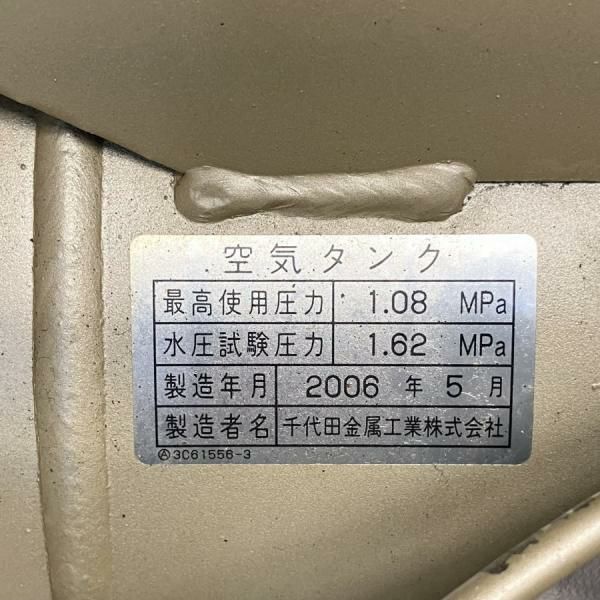 空気タンク
最高使用圧力 1.08 MPa
水圧試験圧力 1.62 MPa
製造年月 2006 年 5 月
製造者名 千代田金属工業株式会社
Ⓐ3C61556-3